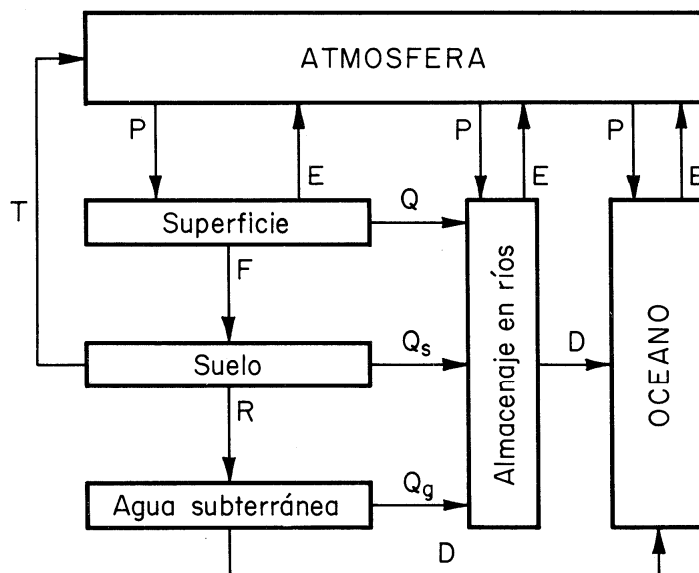 ATMOSFERA
P
E
P
E
P
E
T
Superficie
Q
F
Suelo
Qs
R
Agua subterránea
Qg
Almacenaje en ríos
D
OCEANO
D